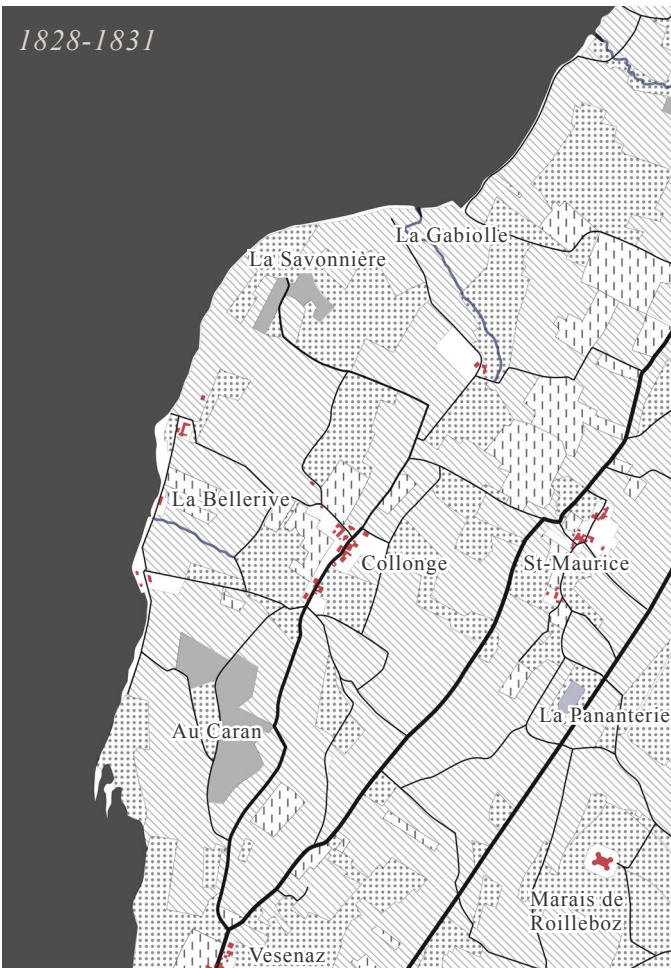 1828-1831
La Gabiolle
La Savonnière
La Bellerive
Collonge
St-Maurice
La Pananterie
Au Caran
Marais de
Roilleboz
Vesenaz